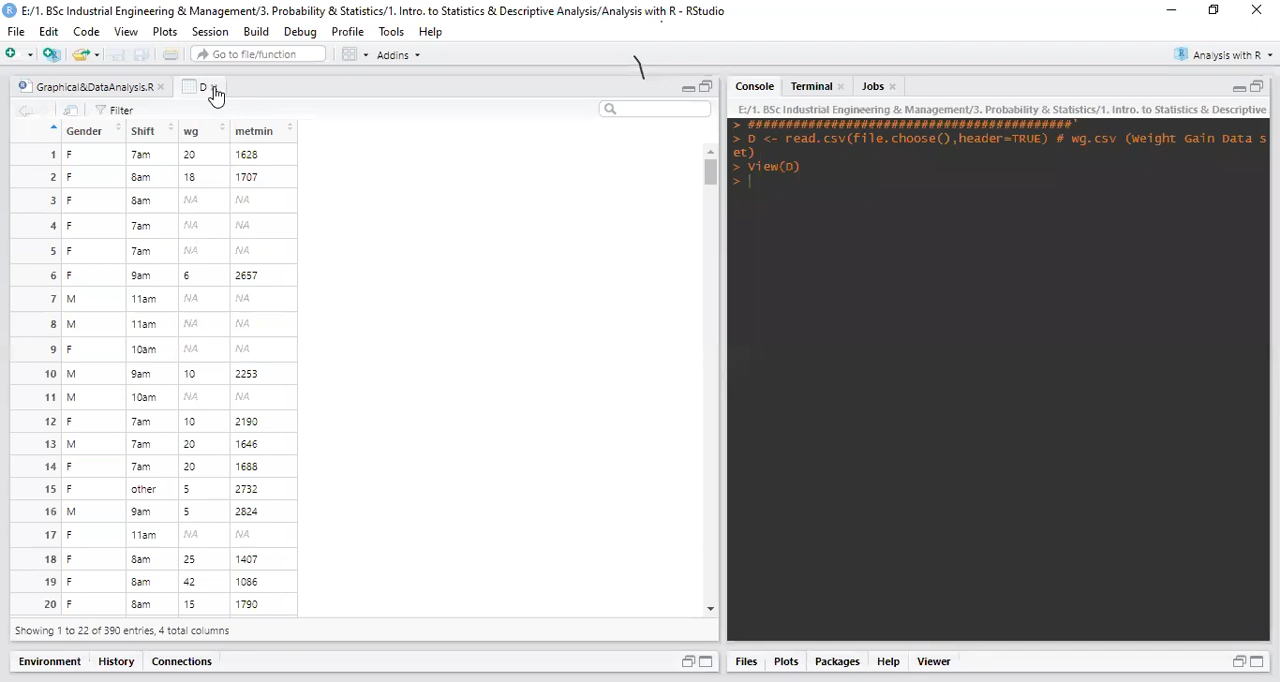 E:/1. BSc Industrial Engineering & Management/3. Probability & Statistics/1. Intro. to Statistics & Descriptive Analysis/Analysis with R - RStudio
File Edit Code View Plots Session Build Debug Profile Tools Help
Go to file/function Addins Analysis with R
Graphical&DataAnalysis.R D
Filter
Gender Shift wg metmin
1 F 7am 20 1628
2 F 8am 18 1707
3 F 8am NA NA
4 F 7am NA NA
5 F 7am NA NA
6 F 9am 6 2657
7 M 11am NA NA
8 M 11am NA NA
9 F 10am NA NA
10 M 9am 10 2253
11 M 10am NA NA
12 F 7am 10 2190
13 M 7am 20 1646
14 F 7am 20 1688
15 F other 5 2732
16 M 9am 5 2824
17 F 11am NA NA
18 F 8am 25 1407
19 F 8am 42 1086
20 F 8am 15 1790
Showing 1 to 22 of 390 entries, 4 total columns
Environment History Connections
Console Terminal Jobs
E:/1. BSc Industrial Engineering & Management/3. Probability & Statistics/1. Intro. to Statistics & Descriptive
> ###########################################'
> D <- read.csv(file.choose(),header=TRUE) # wg.csv (Weight Gain Data s
et)
> View(D)
>
Files Plots Packages Help Viewer